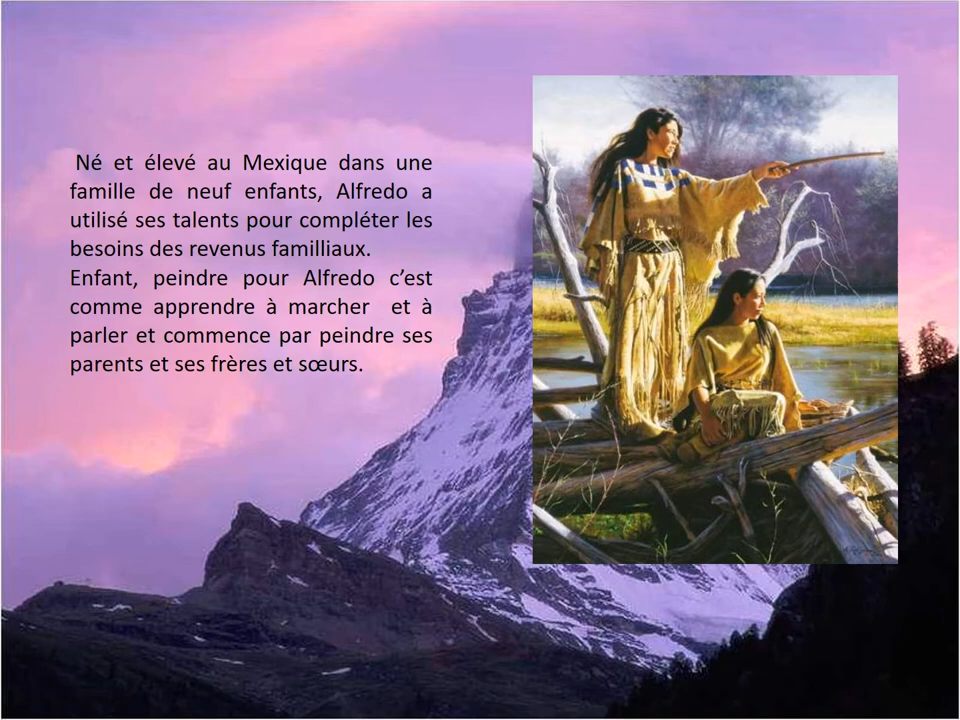 Né et élevé au Mexique dans une
famille de neuf enfants, Alfredo a
utilisé ses talents pour compléter les
besoins des revenus familliaux.
Enfant, peindre pour Alfredo c’est
comme apprendre à marcher et à
parler et commence par peindre ses
parents et ses frères et sœurs.